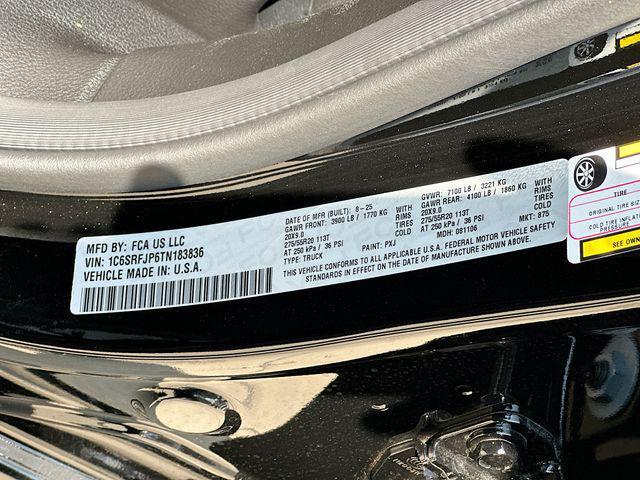 MFD BY: FCA US LLC
VIN: 1C6SRFJP6TN183836
VEHICLE MADE IN U.S.A.
DATE OF MFR (BUILT): 8-25
GAWR FRONT: 3900 LB / 1770 KG WITH
20X9.0 RIMS
275/55R20 113T TIRES
AT 250 kPa / 36 PSI COLD
TYPE: TRUCK PAINT: PXJ
GVWR: 7100 LB / 3221 KG
GAWR REAR: 4100 LB / 1860 KG WITH
20X9.0 RIMS
275/55R20 113T TIRES
AT 250 kPa / 36 PSI COLD
MDH: 081106 MKT: 875
THIS VEHICLE CONFORMS TO ALL APPLICABLE U.S.A. FEDERAL MOTOR VEHICLE SAFETY
STANDARDS IN EFFECT ON THE DATE OF MANUFACTURE SHOWN ABOVE.
TIRE
ORIGINAL TIRE SIZE
COLD TIRE INFLATI
PRESSURE
SEE OWNER'S